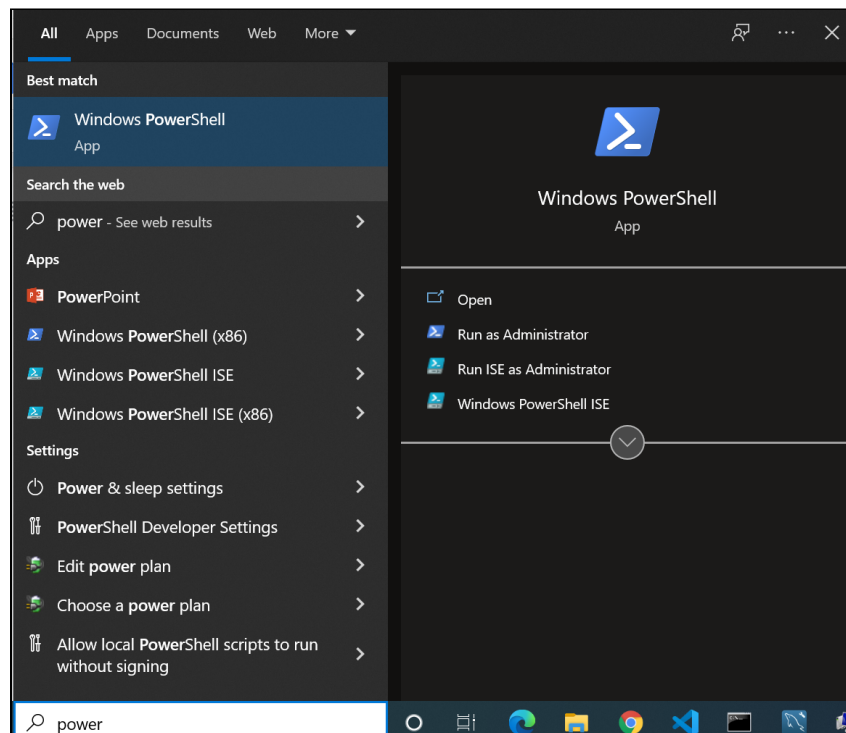 All Apps Documents Web More
Best match
Windows PowerShell
App
Search the web
power - See web results
Apps
PowerPoint
Windows PowerShell (x86)
Windows PowerShell ISE
Windows PowerShell ISE (x86)
Settings
Power & sleep settings
PowerShell Developer Settings
Edit power plan
Choose a power plan
Allow local PowerShell scripts to run
without signing
power
Windows PowerShell
App
Open
Run as Administrator
Run ISE as Administrator
Windows PowerShell ISE